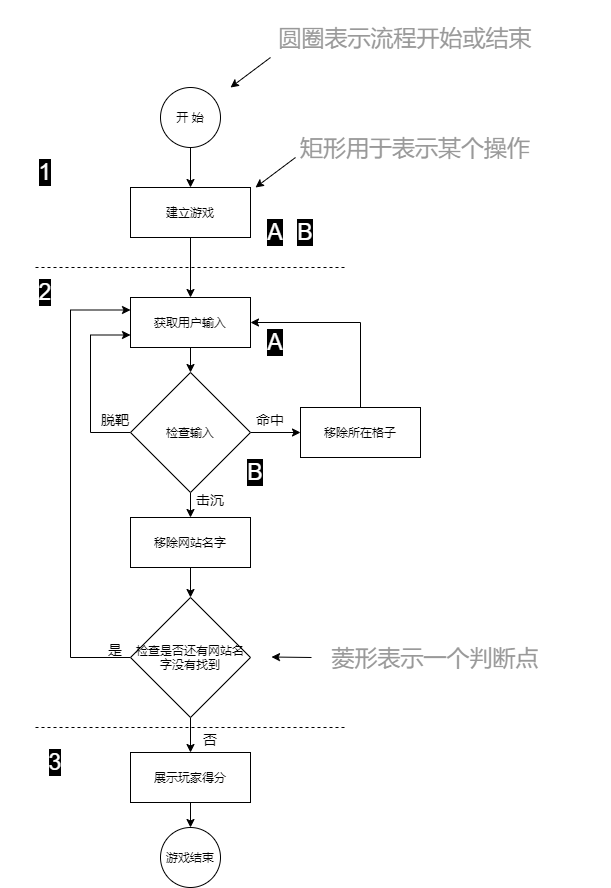 圆圈表示流程开始或结束
开 始
矩形用于表示某个操作
1
建立游戏
A B
2
获取用户输入
A
脱靶
检查输入
命中
移除所在格子
B
击沉
移除网站名字
是
检查是否还有网站名
字没有找到
菱形表示一个判断点
否
3
展示玩家得分
游戏结束